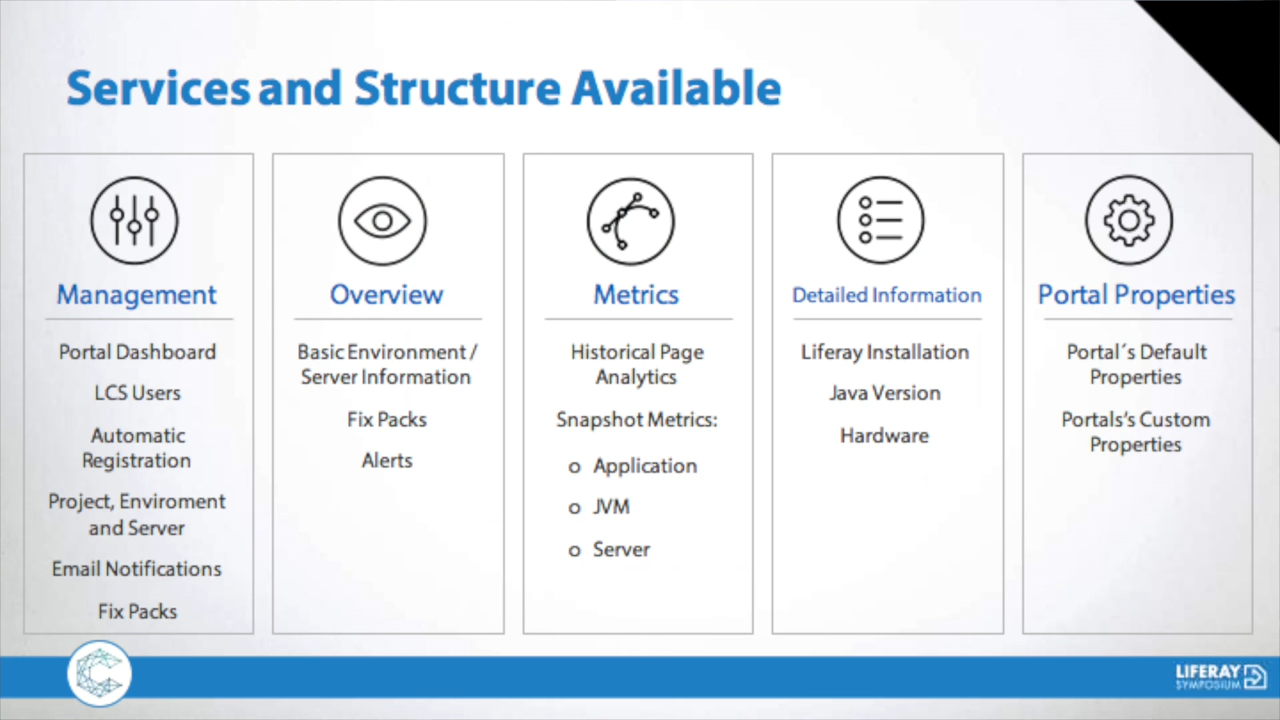 Services and Structure Available
Management
Portal Dashboard
LCS Users
Automatic
Registration
Project, Enviroment
and Server
Email Notifications
Fix Packs
Overview
Basic Environment /
Server Information
Fix Packs
Alerts
Metrics
Historical Page
Analytics
Snapshot Metrics:
o Application
o JVM
o Server
Detailed Information
Liferay Installation
Java Version
Hardware
Portal Properties
Portal´s Default
Properties
Portals's Custom
Properties
LIFERAY
SYMPOSIUM